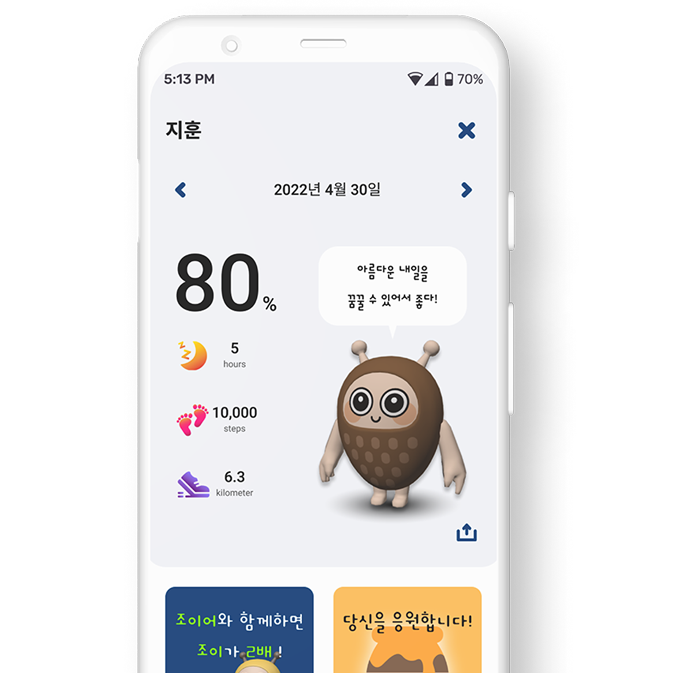 5:13 PM 70%
지훈
2022년 4월 30일
80%
아름다운 내일을
꿈꿀 수 있어서 좋다!
5
hours
10,000
steps
6.3
kilometer
조이어와 함께하면
조이가 2배 !
당신을 응원합니다!